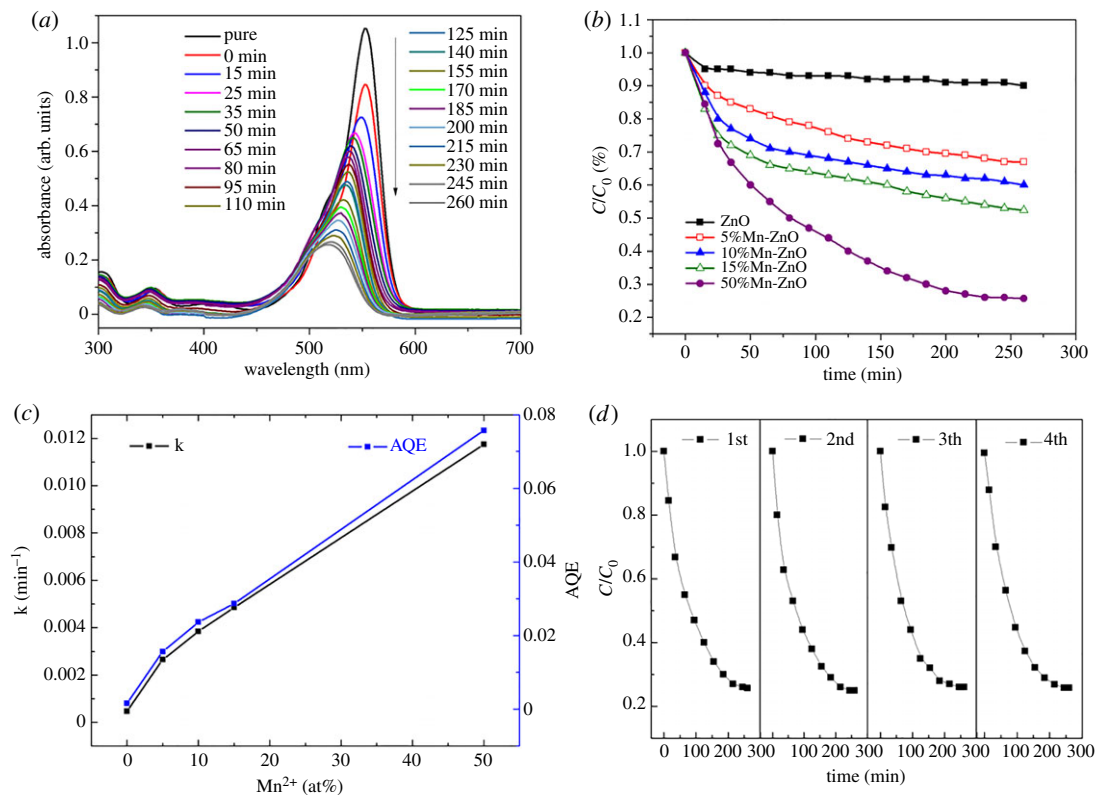 (a)
absorbance (arb. units)
1.0
0.8
0.6
0.4
0.2
0
pure
0 min
15 min
25 min
35 min
50 min
65 min
80 min
95 min
110 min
125 min
140 min
155 min
170 min
185 min
200 min
215 min
230 min
245 min
260 min
300 400 500 600 700
wavelength (nm)
(b)
C/C0 (%)
1.0
0.9
0.8
0.7
0.6
0.5
0.4
0.3
0.2
ZnO
5%Mn-ZnO
10%Mn-ZnO
15%Mn-ZnO
50%Mn-ZnO
0 50 100 150 200 250 300
time (min)
(c)
k (min−1)
0.012
0.010
0.008
0.006
0.004
0.002
0
k
AQE
0.08
0.06
0.04
0.02
0
AQE
0 10 20 30 40 50
Mn2+ (at%)
(d)
C/C0
1.0
0.8
0.6
0.4
0.2
1st
2nd
3th
4th
0 100 200 300 100 200 300 100 200 300 100 200 300
time (min)